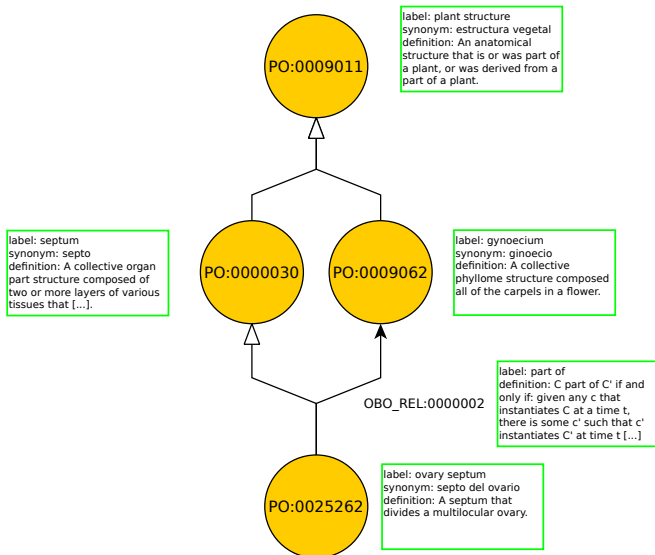 label: plant structure
synonym: estructura vegetal
definition: An anatomical
structure that is or was part of
a plant, or was derived from a
part of a plant.
PO:0009011
label: septum
synonym: septo
definition: A collective organ
part structure composed of
two or more layers of various
tissues that [...].
PO:0000030
PO:0009062
label: gynoecium
synonym: ginoecio
definition: A collective
phyllome structure composed
all of the carpels in a flower.
OBO_REL:0000002
label: part of
definition: C part of C' if and
only if: given any c that
instantiates C at a time t,
there is some c' such that c'
instantiates C' at time t [...]
PO:0025262
label: ovary septum
synonym: septo del ovario
definition: A septum that
divides a multilocular ovary.